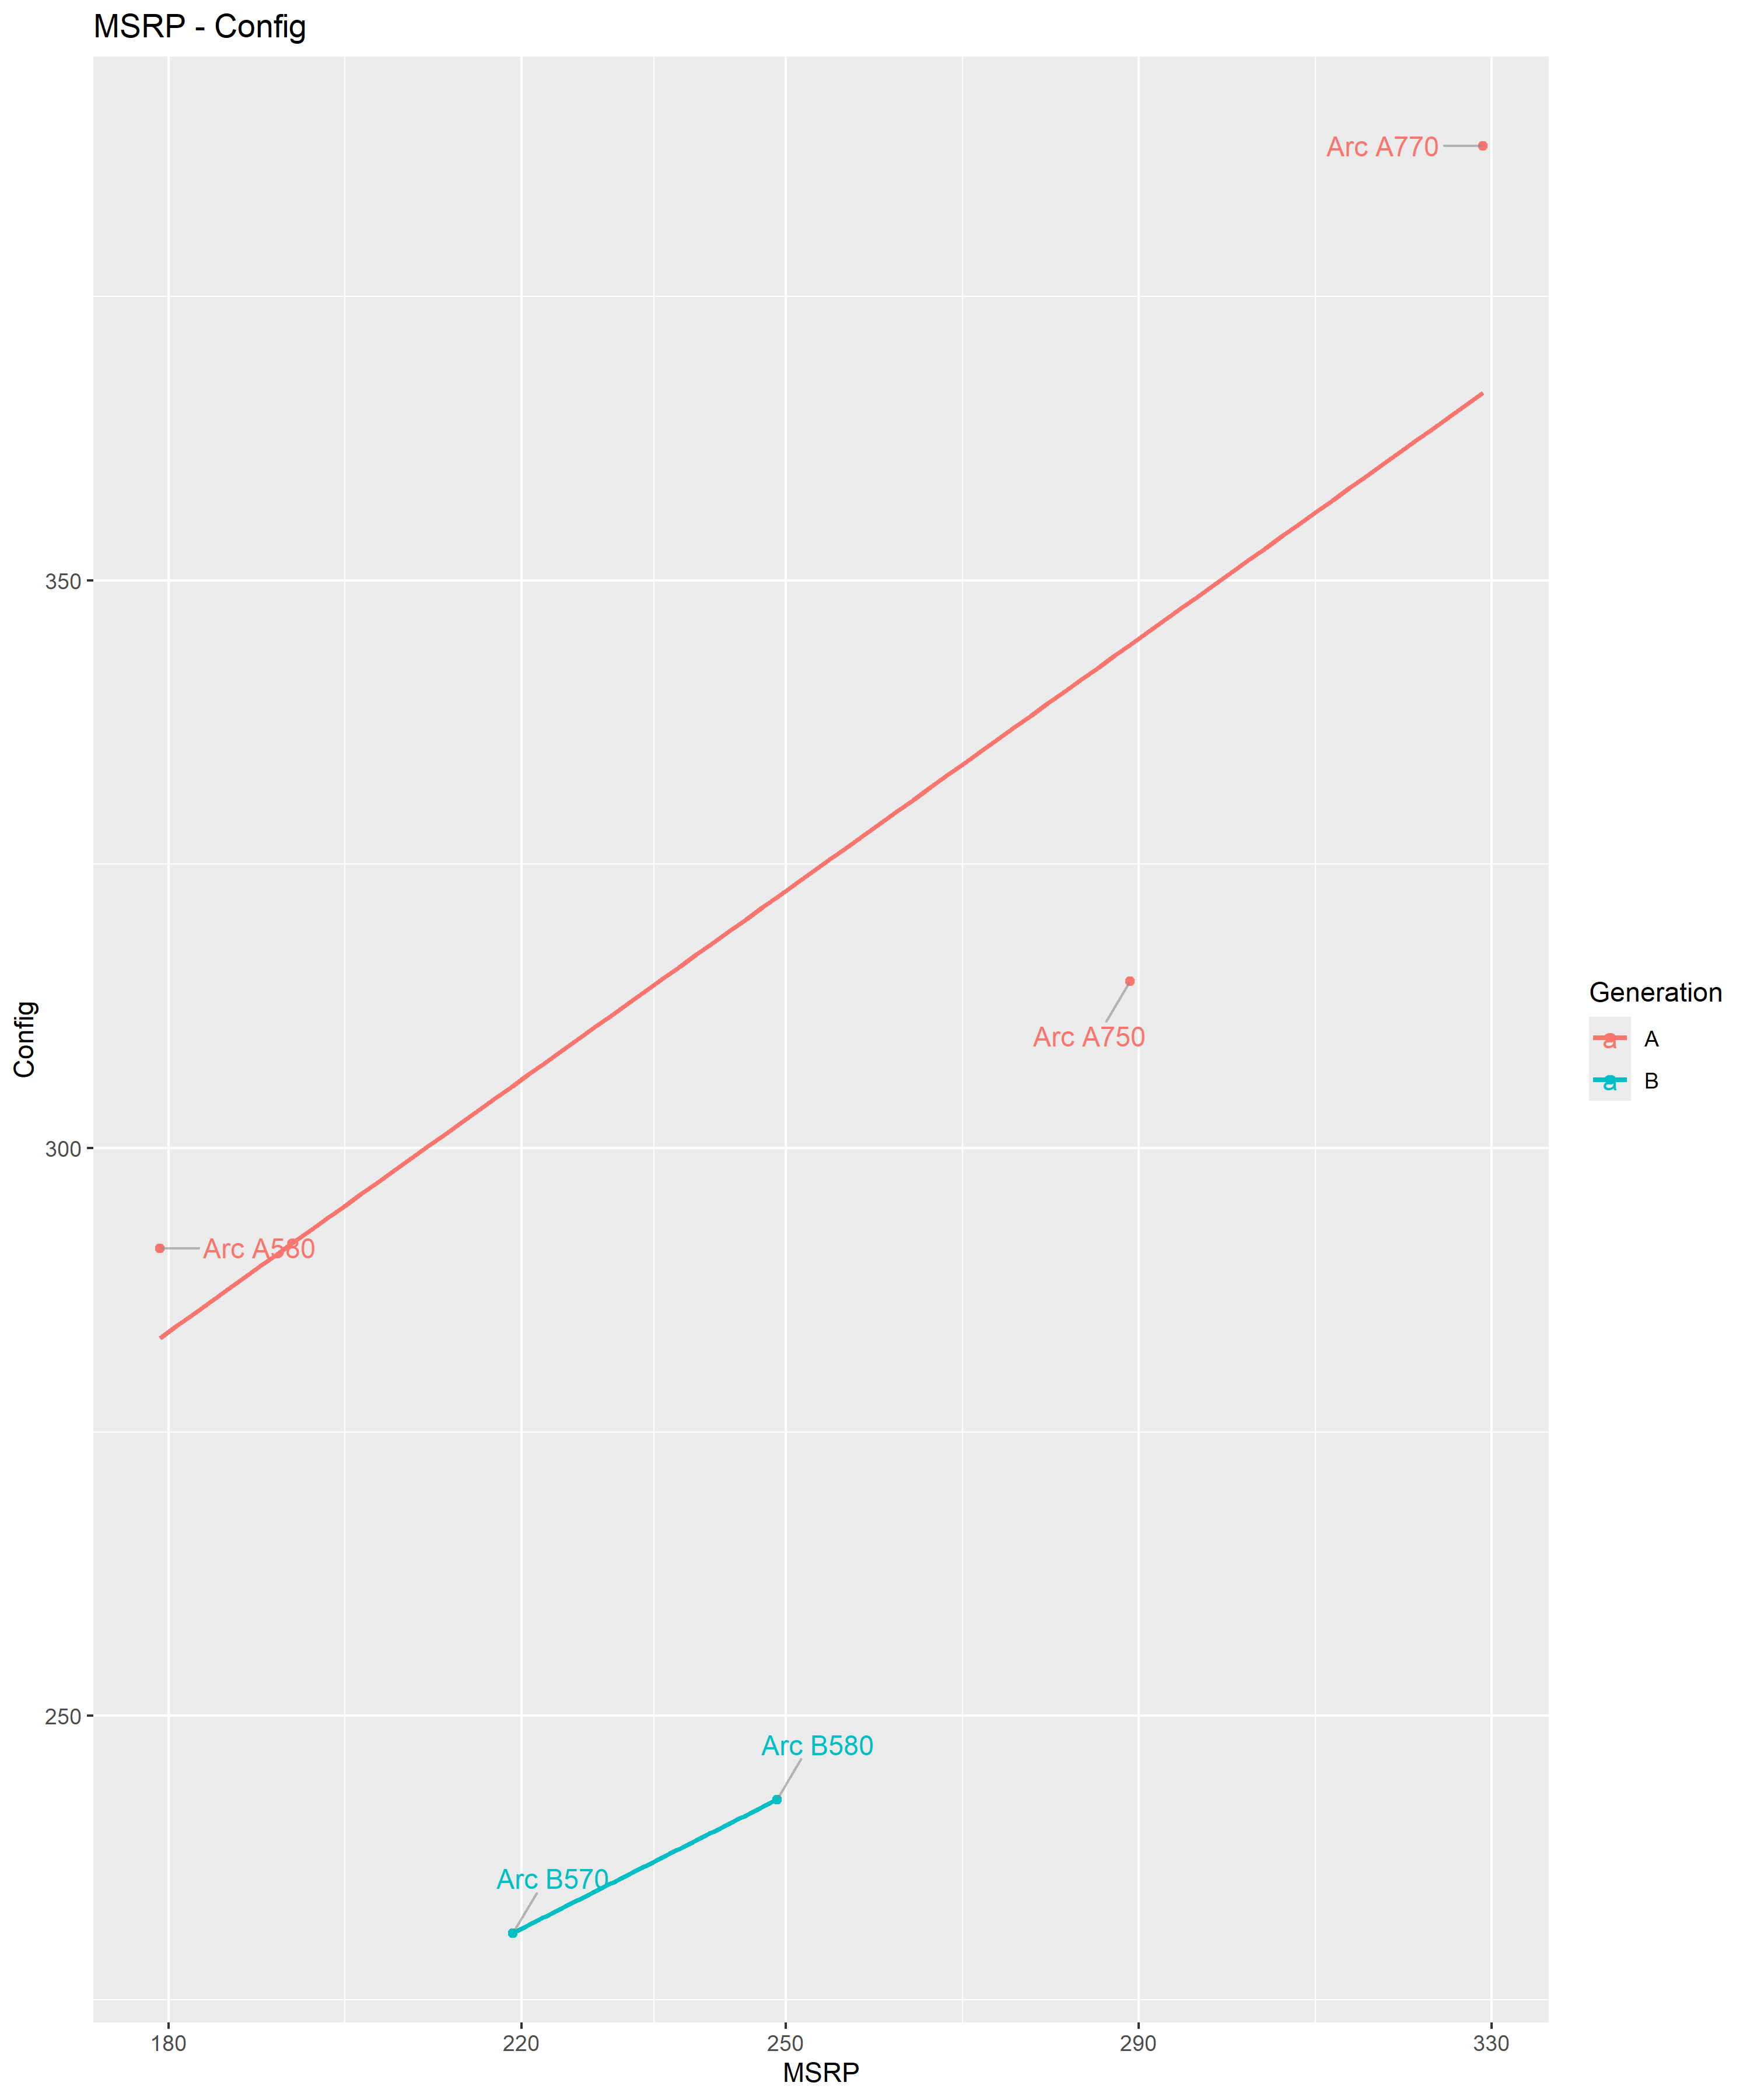 MSRP - Config
Arc A770
350
Arc A750
Config
Generation
a A
a B
300
Arc A580
250
Arc B580
Arc B570
180 220 250 290 330
MSRP